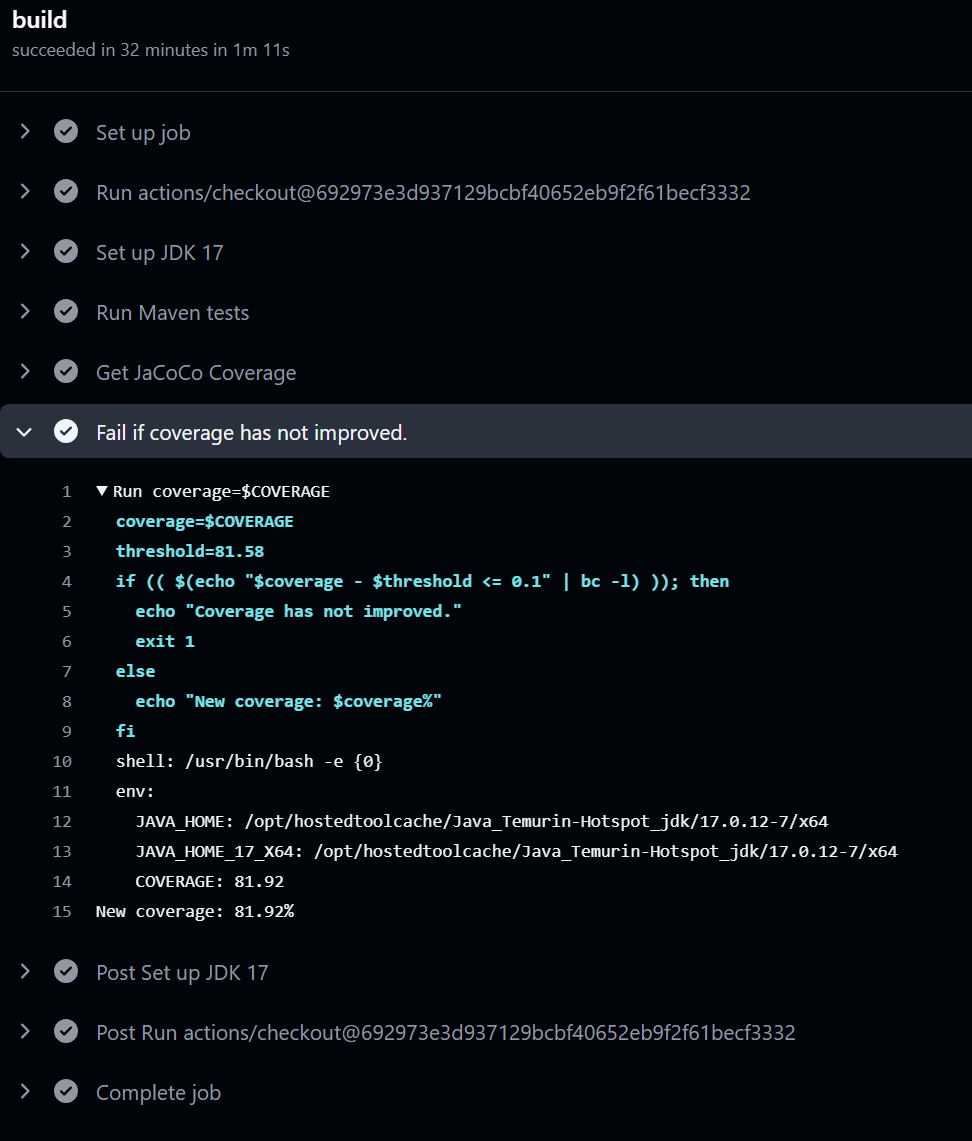 build
succeeded in 32 minutes in 1m 11s
Set up job
Run actions/checkout@692973e3d937129bcbf40652eb9f2f61becf3332
Set up JDK 17
Run Maven tests
Get JaCoCo Coverage
Fail if coverage has not improved.
1 ▼ Run coverage=$COVERAGE
2 coverage=$COVERAGE
3 threshold=81.58
4 if (( $(echo "$coverage - $threshold <= 0.1" | bc -l) )); then
5 echo "Coverage has not improved."
6 exit 1
7 else
8 echo "New coverage: $coverage%"
9 fi
10 shell: /usr/bin/bash -e {0}
11 env:
12 JAVA_HOME: /opt/hostedtoolcache/Java_Temurin-Hotspot_jdk/17.0.12-7/x64
13 JAVA_HOME_17_X64: /opt/hostedtoolcache/Java_Temurin-Hotspot_jdk/17.0.12-7/x64
14 COVERAGE: 81.92
15 New coverage: 81.92%
Post Set up JDK 17
Post Run actions/checkout@692973e3d937129bcbf40652eb9f2f61becf3332
Complete job